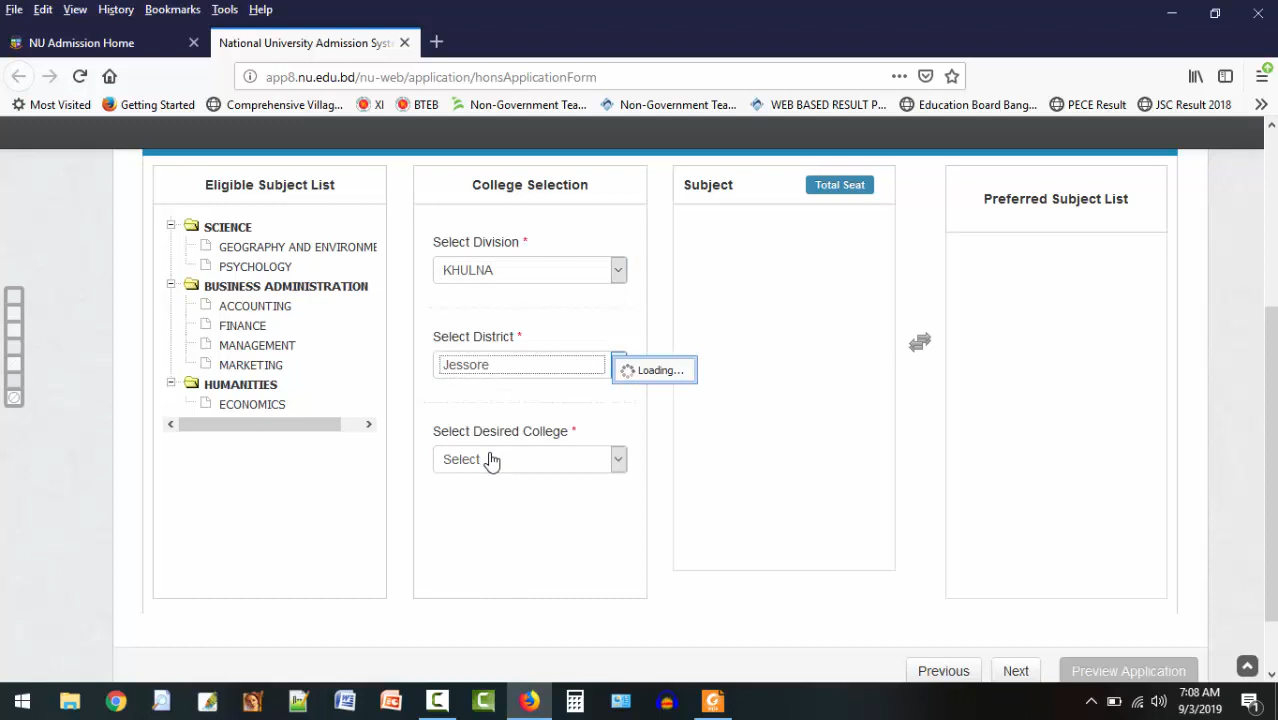 File Edit View History Bookmarks Tools Help
NU Admission Home
National University Admission Syst
app8.nu.edu.bd/nu-web/application/honsApplicationForm
Most Visited Getting Started Comprehensive Villag... XI BTEB Non-Government Tea... Non-Government Tea... WEB BASED RESULT P... Education Board Bang... PECE Result JSC Result 2018
Eligible Subject List
SCIENCE
GEOGRAPHY AND ENVIRONME
PSYCHOLOGY
BUSINESS ADMINISTRATION
ACCOUNTING
FINANCE
MANAGEMENT
MARKETING
HUMANITIES
ECONOMICS
College Selection
Select Division *
KHULNA
Select District *
Jessore
Loading...
Select Desired College *
Select
Subject Total Seat
Preferred Subject List
Previous Next Preview Application
7:08 AM
9/3/2019
1